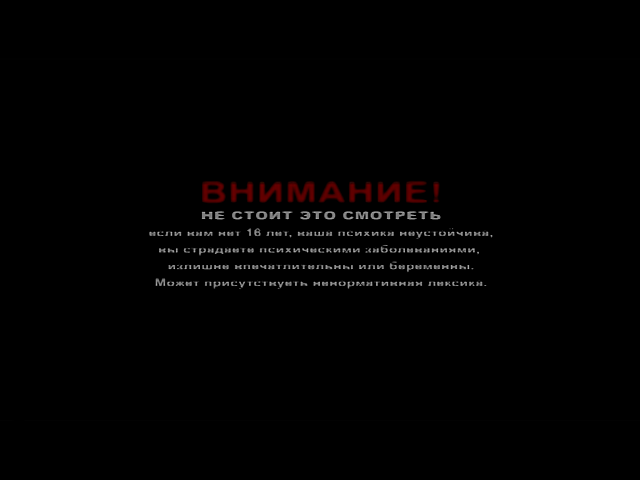 ВНИМАНИЕ!
НЕ СТОИТ ЭТО СМОТРЕТЬ
если вам нет 16 лет, ваша психика неустойчива,
вы страдаете психическими заболеваниями,
излишне впечатлительны или беременны.
Может присутствовать ненормативная лексика.